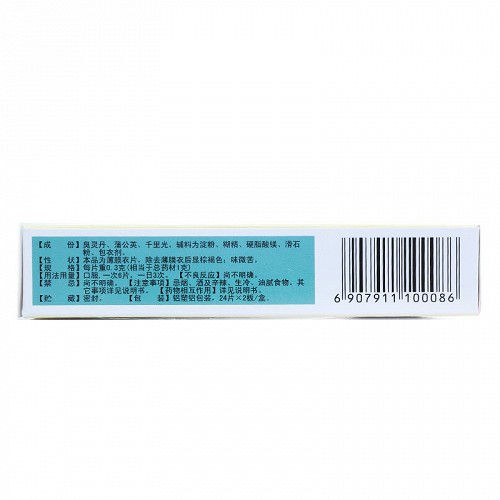 【成　份】臭灵丹、蒲公英、千里光。辅料为淀粉、糊精、硬脂酸镁、滑石
粉、包衣剂。
【性　状】本品为薄膜衣片，除去薄膜衣后显棕褐色；味微苦。
【规　格】每片重0.3克(相当于总药材1克)
【用法用量】口服，一次6片，一日3次。【不良反应】尚不明确。
【禁　忌】尚不明确。【注意事项】忌烟、酒及辛辣、生冷、油腻食物。其
它事项详见说明书。【药物相互作用】详见说明书。
【贮　藏】密封。【包　装】铝塑铝包装。24片×2板/盒。
6 907911 100086